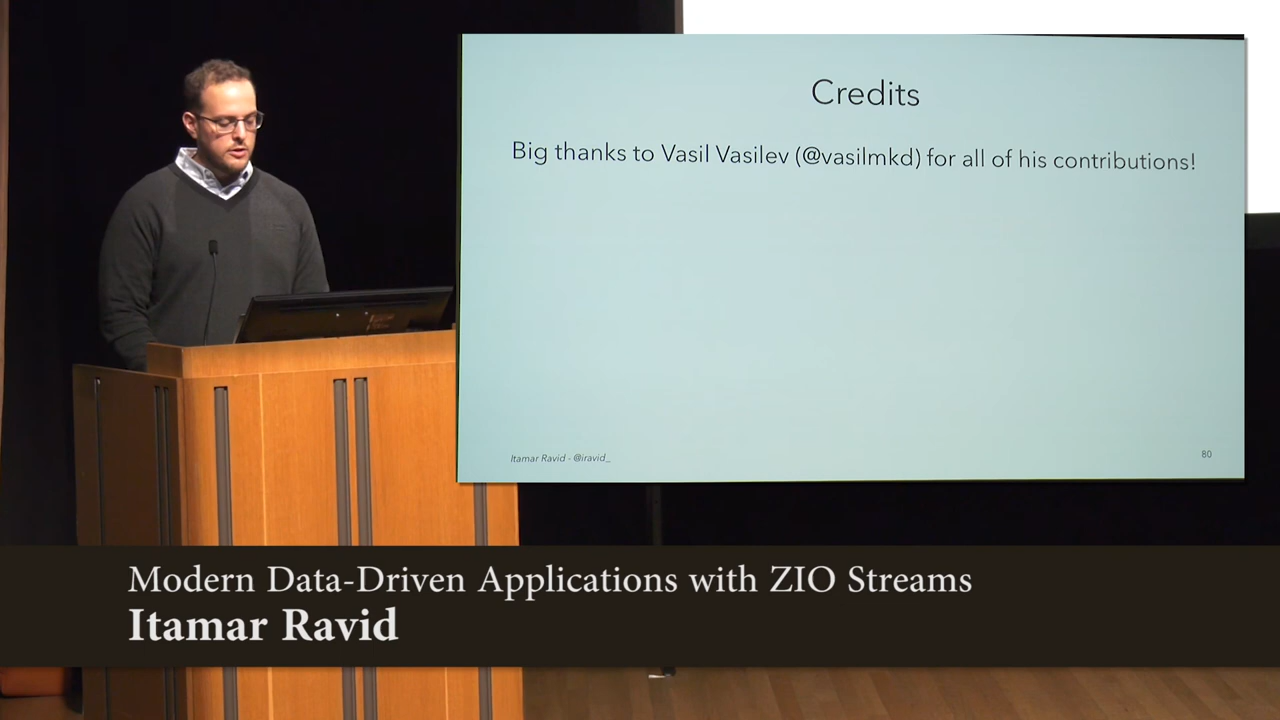 Credits
Big thanks to Vasil Vasilev (@vasilmkd) for all of his contributions!
Itamar Ravid - @iravid_
80
Modern Data-Driven Applications with ZIO Streams
Itamar Ravid